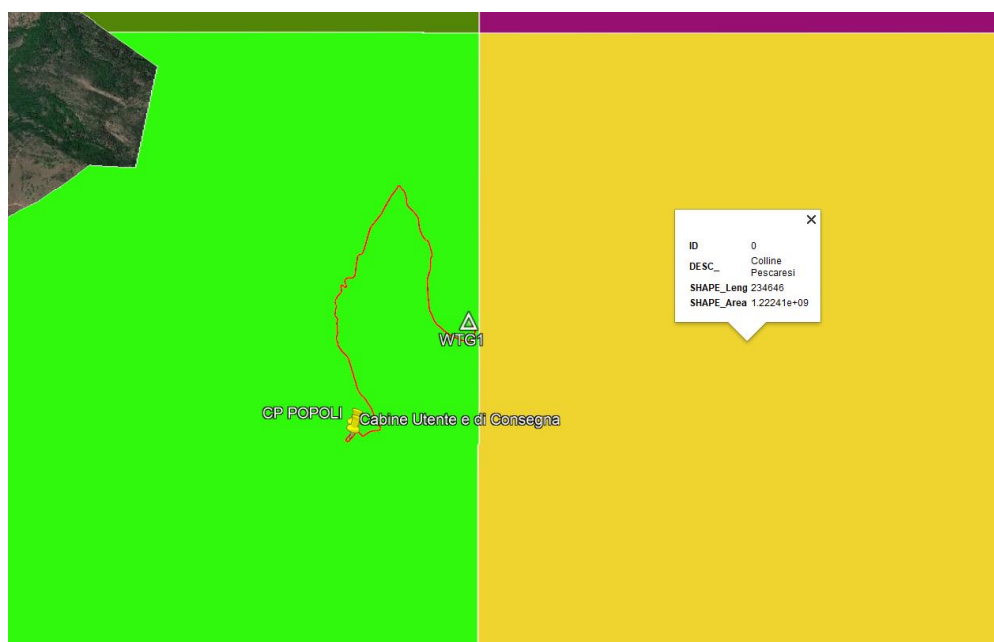 ID 0
DESC_ Colline
Pescaresi
SHAPE_Leng 234646
SHAPE_Area 1.22241e+09
WTG1
CP POPOLI
Cabine Utente e di Consegna